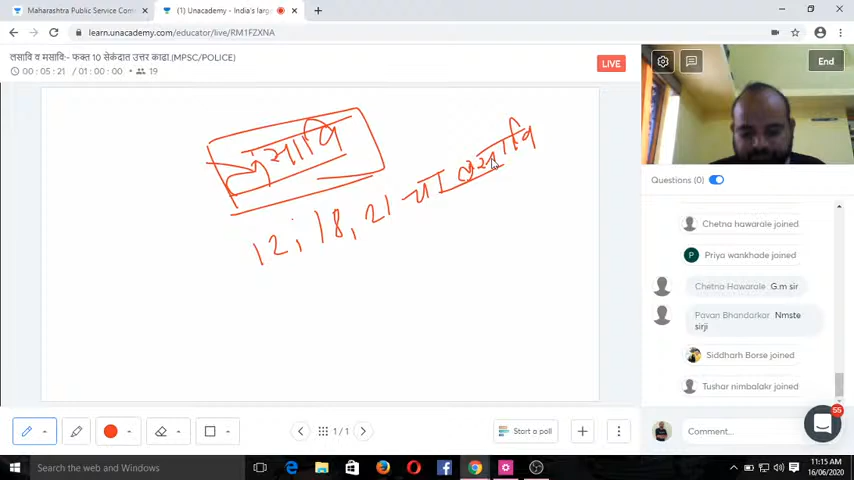 Maharashtra Public Service Com
(1) Unacademy - India's larg
learn.unacademy.com/educator/live/RM1FZXNA
लसावि व मसावि:- फक्त 10 सेकंदात उत्तर काढा.(MPSC/POLICE)
00 : 05 : 21 / 01 : 00 : 00 • 19
LIVE
End
लसावि
12, 18, 21 चा लसावि
Questions (0)
Chetna hawarale joined
P
Priya wankhade joined
Chetna Hawarale G.m sir
Pavan Bhandarkar Nmste sirji
Siddharh Borse joined
Tushar nimbalakr joined
55
1 / 1
Start a poll
Comment...
Search the web and Windows
11:15 AM
16/06/2020